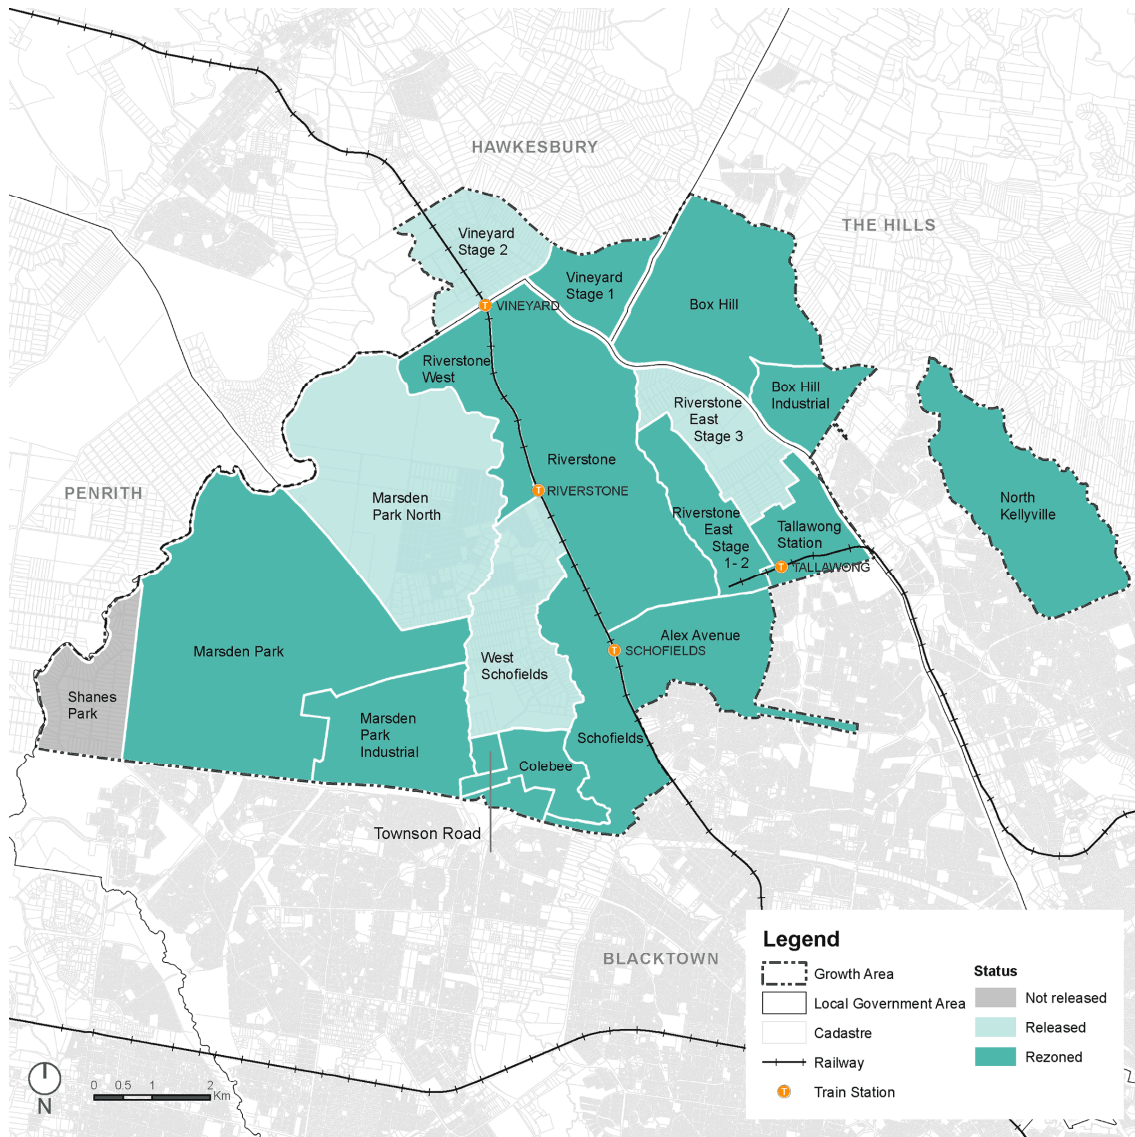 HAWKESBURY
THE HILLS
Vineyard
Stage 2
Vineyard
Stage 1
VINEYARD
Box Hill
Riverstone
West
Box Hill
Industrial
Riverstone
East
Stage 3
Riverstone
RIVERSTONE
PENRITH
Marsden
Park North
North
Kellyville
Riverstone
East
Stage
1- 2
Tallawong
Station
TALLAWONG
Alex Avenue
SCHOFIELDS
Marsden Park
West
Schofields
Shanes
Park
Marsden
Park
Industrial
Schofields
Colebee
Townson Road
BLACKTOWN
Legend
Growth Area
Local Government Area
Cadastre
Railway
T Train Station
Status
Not released
Released
Rezoned
N
0 0.5 1 2
Km
T
T
T
T